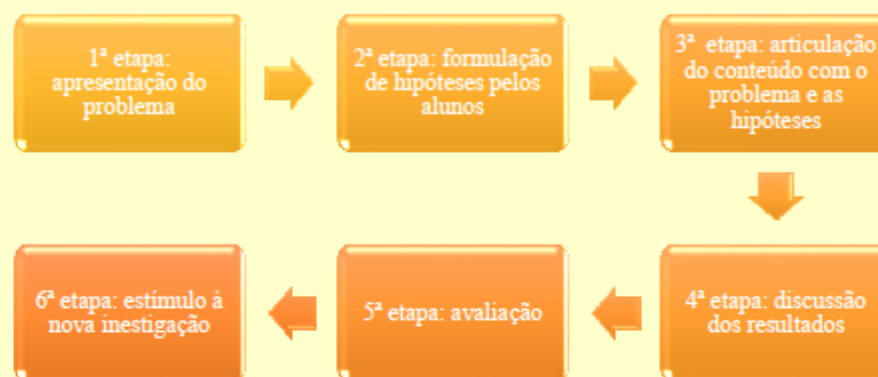 1ª etapa:
apresentação do
problema
2ª etapa: formulação
de hipóteses pelos
alunos
3ª etapa: articulação
do conteúdo com o
problema e as
hipóteses
4ª etapa: discussão
dos resultados
5ª etapa: avaliação
6ª etapa: estímulo à
nova inestigação